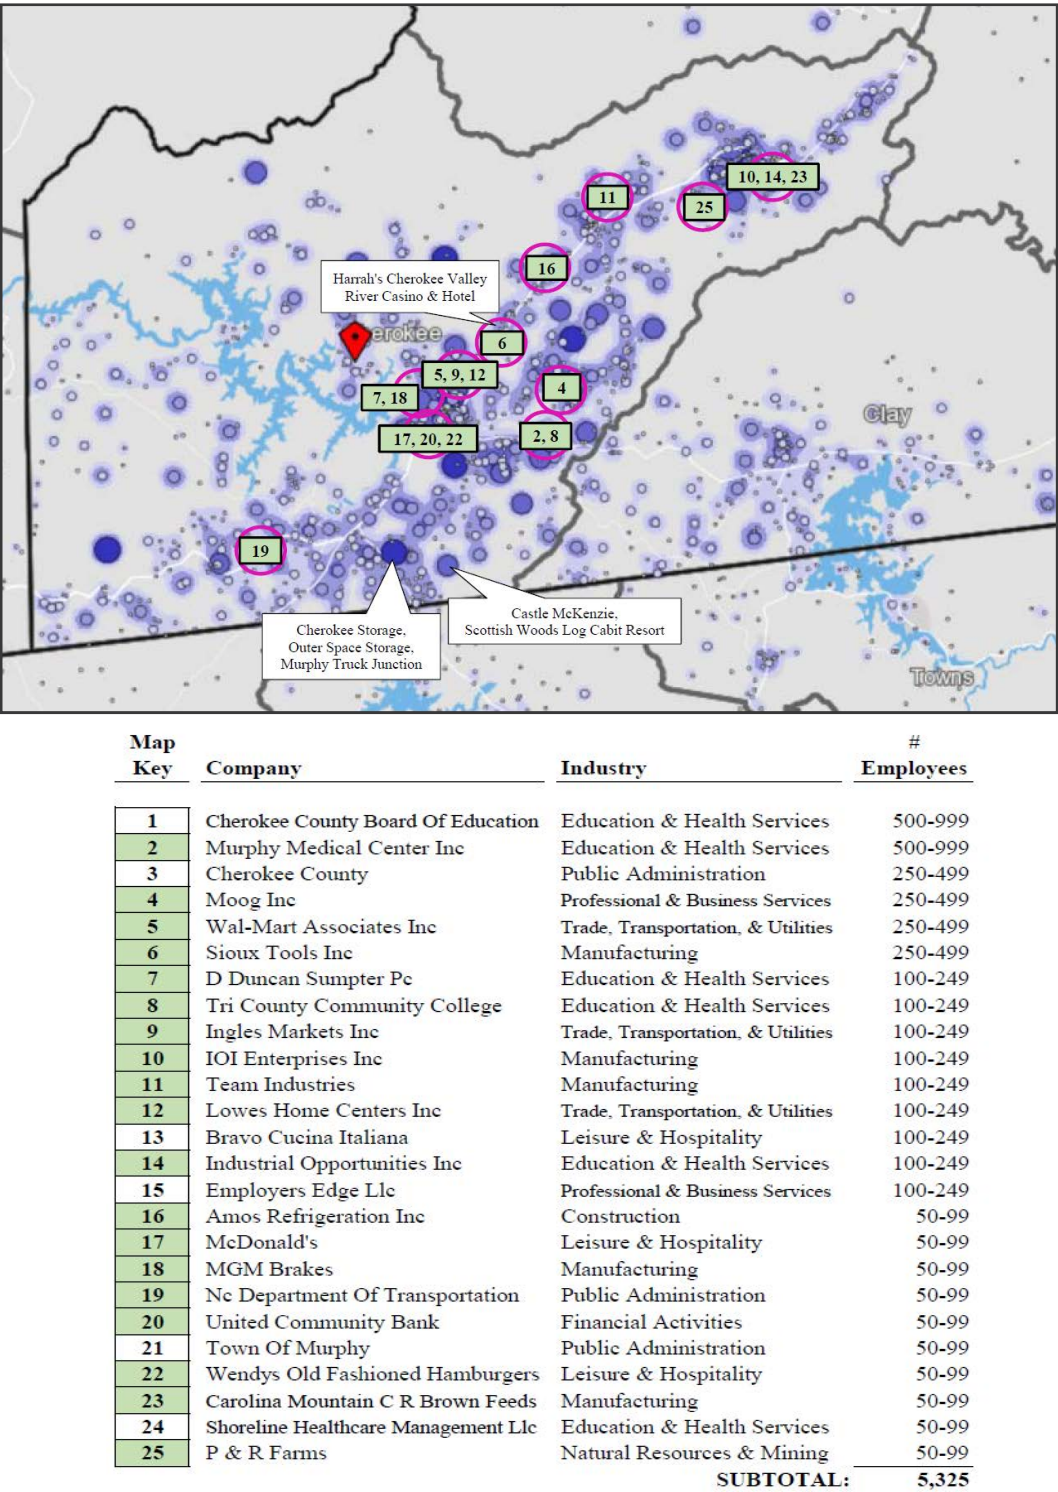 10, 14, 23
11
25
16
Harrah's Cherokee Valley
River Casino & Hotel
erokee
6
5, 9, 12
7, 18
4
Clay
17, 20, 22
2, 8
19
Castle McKenzie,
Scottish Woods Log Cabit Resort
Cherokee Storage,
Outer Space Storage,
Murphy Truck Junction
Towns
Map Key Company Industry # Employees
1 Cherokee County Board Of Education Education & Health Services 500-999
2 Murphy Medical Center Inc Education & Health Services 500-999
3 Cherokee County Public Administration 250-499
4 Moog Inc Professional & Business Services 250-499
5 Wal-Mart Associates Inc Trade, Transportation, & Utilities 250-499
6 Sioux Tools Inc Manufacturing 250-499
7 D Duncan Sumpter Pc Education & Health Services 100-249
8 Tri County Community College Education & Health Services 100-249
9 Ingles Markets Inc Trade, Transportation, & Utilities 100-249
10 IOI Enterprises Inc Manufacturing 100-249
11 Team Industries Manufacturing 100-249
12 Lowes Home Centers Inc Trade, Transportation, & Utilities 100-249
13 Bravo Cucina Italiana Leisure & Hospitality 100-249
14 Industrial Opportunities Inc Education & Health Services 100-249
15 Employers Edge Llc Professional & Business Services 100-249
16 Amos Refrigeration Inc Construction 50-99
17 McDonald's Leisure & Hospitality 50-99
18 MGM Brakes Manufacturing 50-99
19 Nc Department Of Transportation Public Administration 50-99
20 United Community Bank Financial Activities 50-99
21 Town Of Murphy Public Administration 50-99
22 Wendys Old Fashioned Hamburgers Leisure & Hospitality 50-99
23 Carolina Mountain C R Brown Feeds Manufacturing 50-99
24 Shoreline Healthcare Management Llc Education & Health Services 50-99
25 P & R Farms Natural Resources & Mining 50-99
SUBTOTAL: 5,325